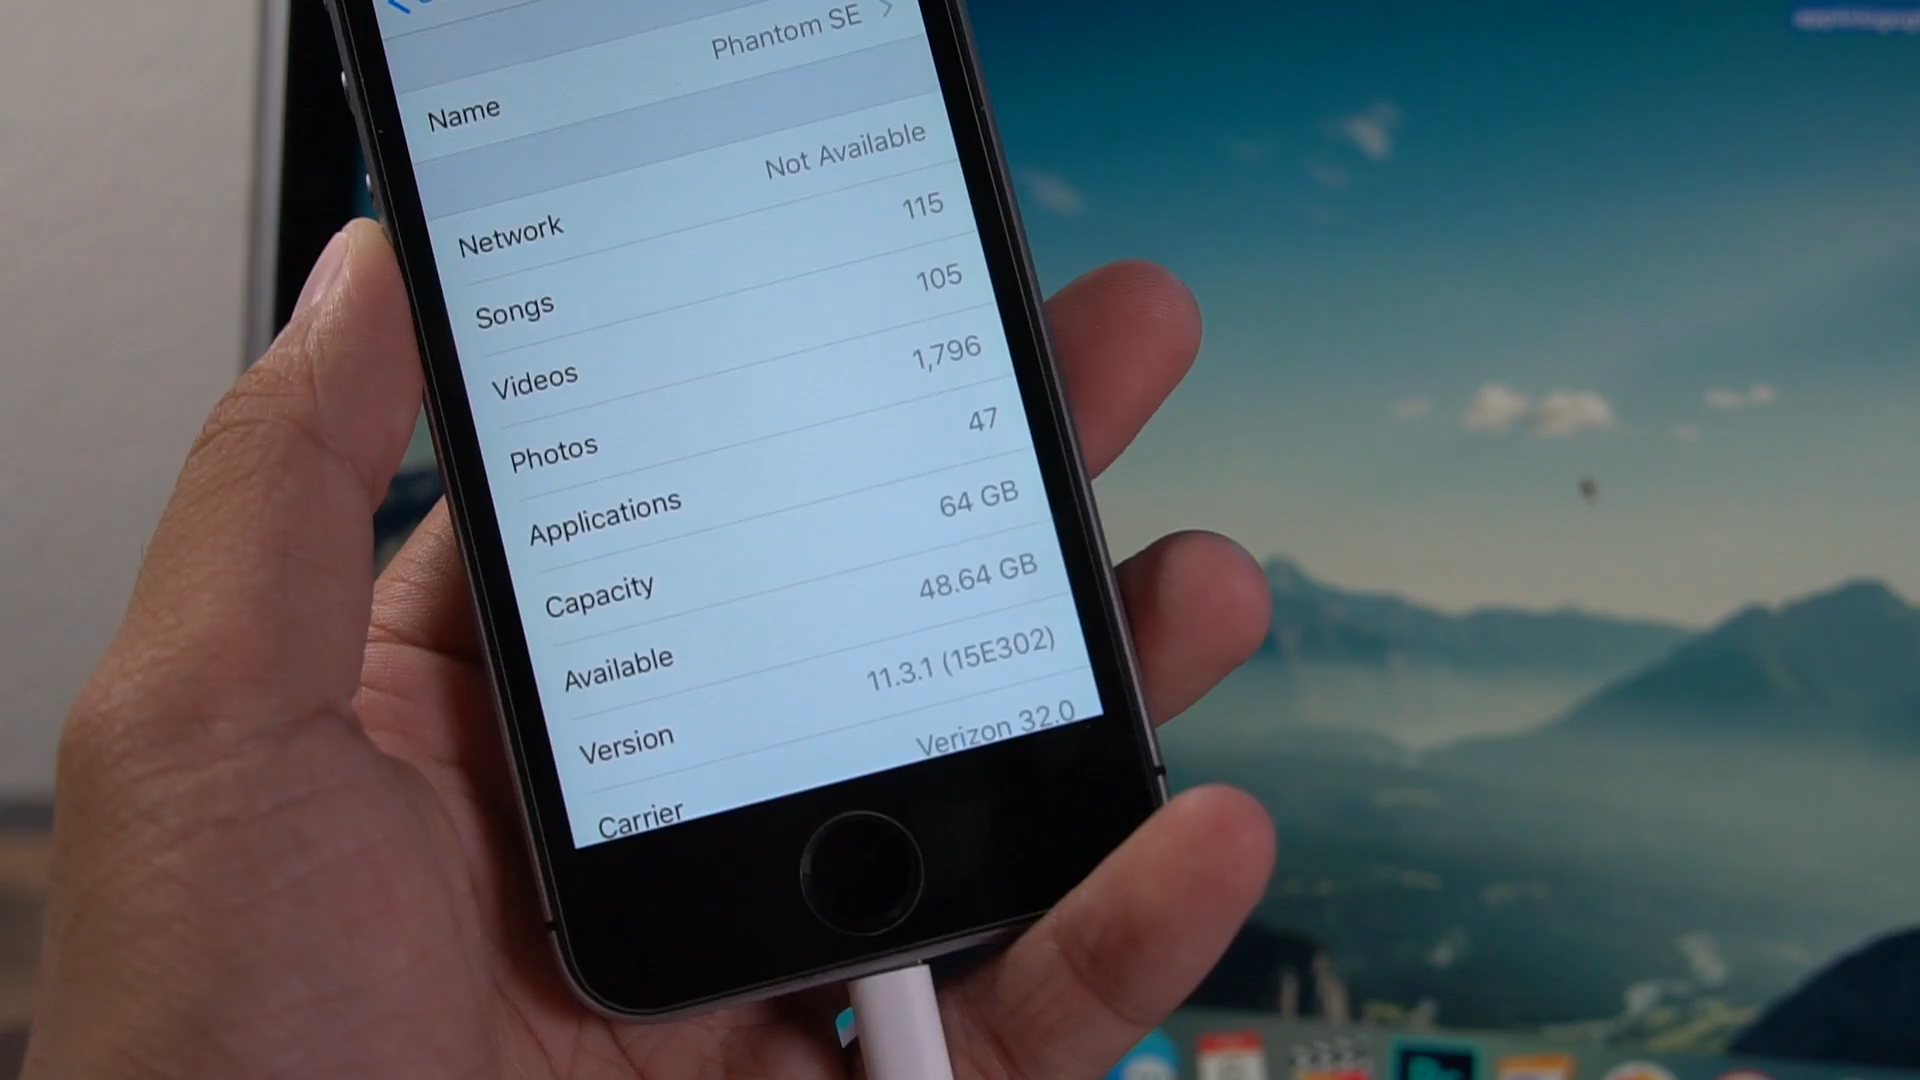 Name Phantom SE
Network Not Available
Songs 115
Videos 105
Photos 1,796
Applications 47
Capacity 64 GB
Available 48.64 GB
Version 11.3.1 (15E302)
Carrier Verizon 32.0